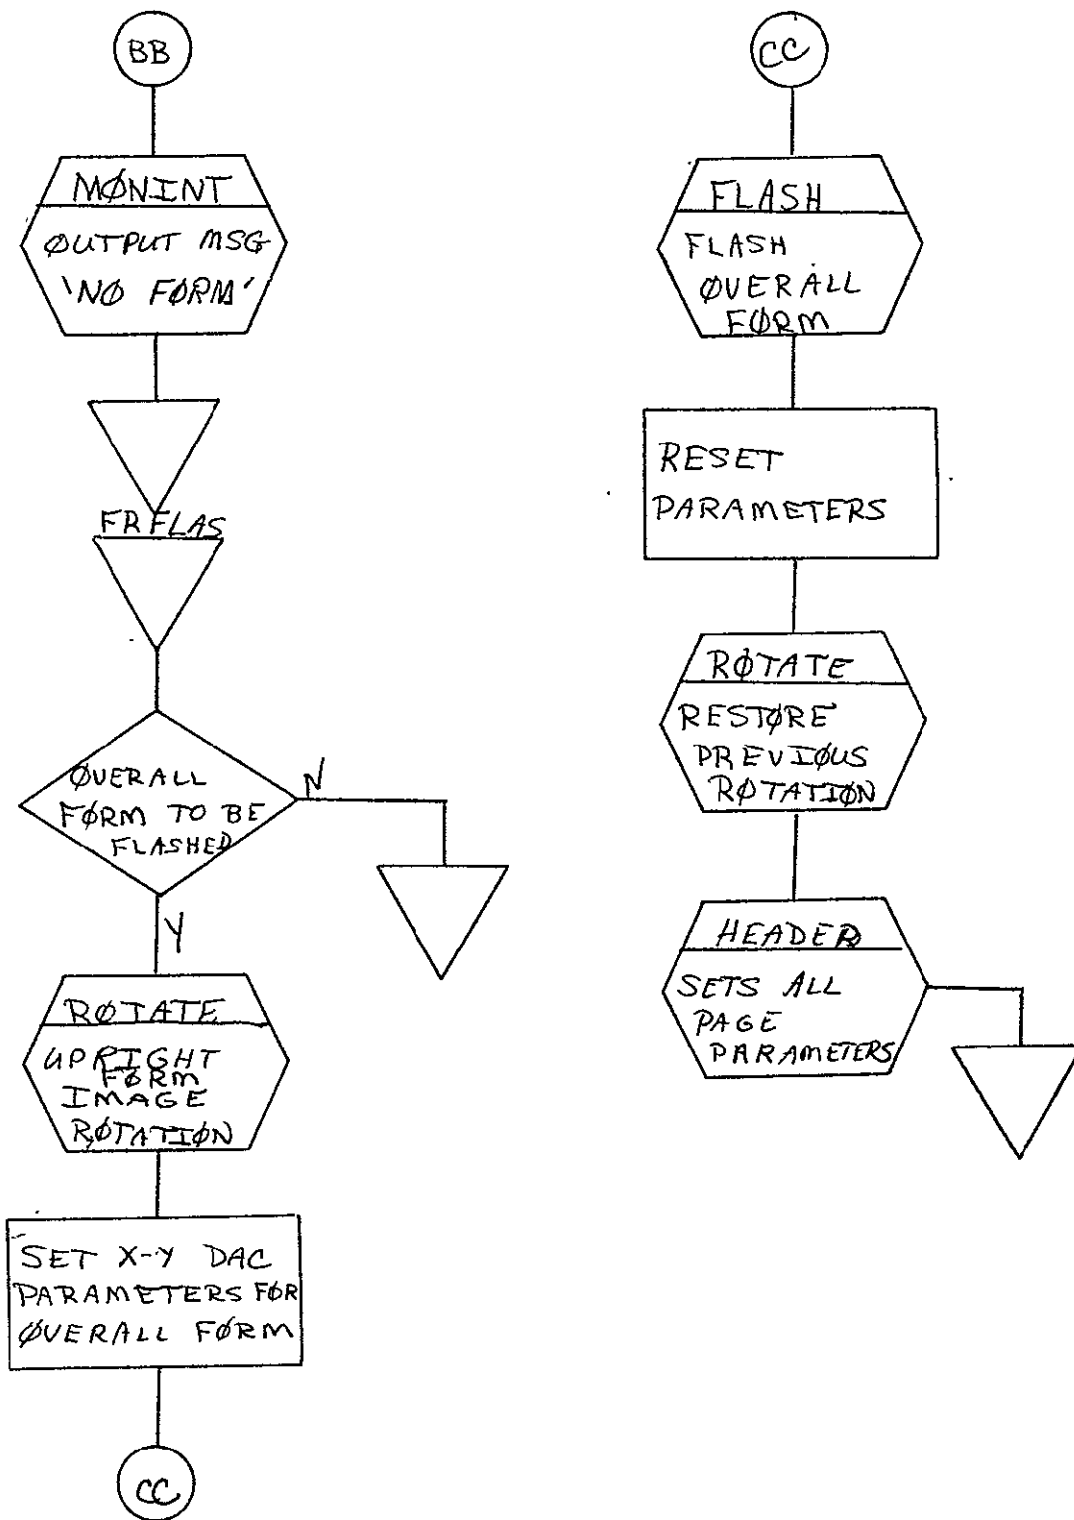 BB
MØNINT
ØUTPUT MSG
'NØ FØRM'
FRFLAS
ØVERALL
FØRM TO BE
FLASHED
N
Y
RØTATE
UPRIGHT
FØRM
IMAGE
RØTATIØN
SET X-Y DAC
PARAMETERS FØR
ØVERALL FØRM
CC
CC
FLASH
FLASH
ØVERALL
FØRM
RESET
PARAMETERS
RØTATE
RESTØRE
PREVIØUS
RØTATIØN
HEADER
SETS ALL
PAGE
PARAMETERS